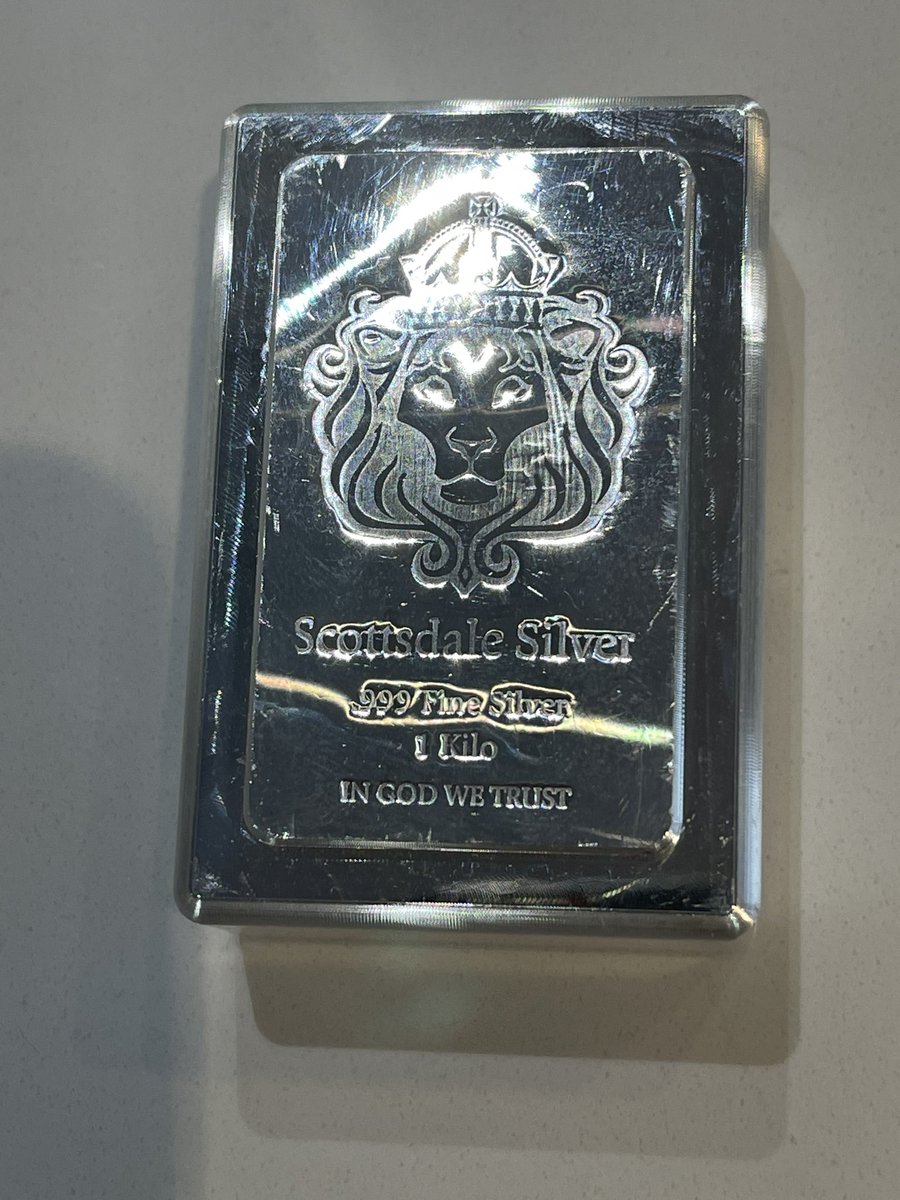 Scottsdale Silver
.999 Fine Silver
1 Kilo
IN GOD WE TRUST